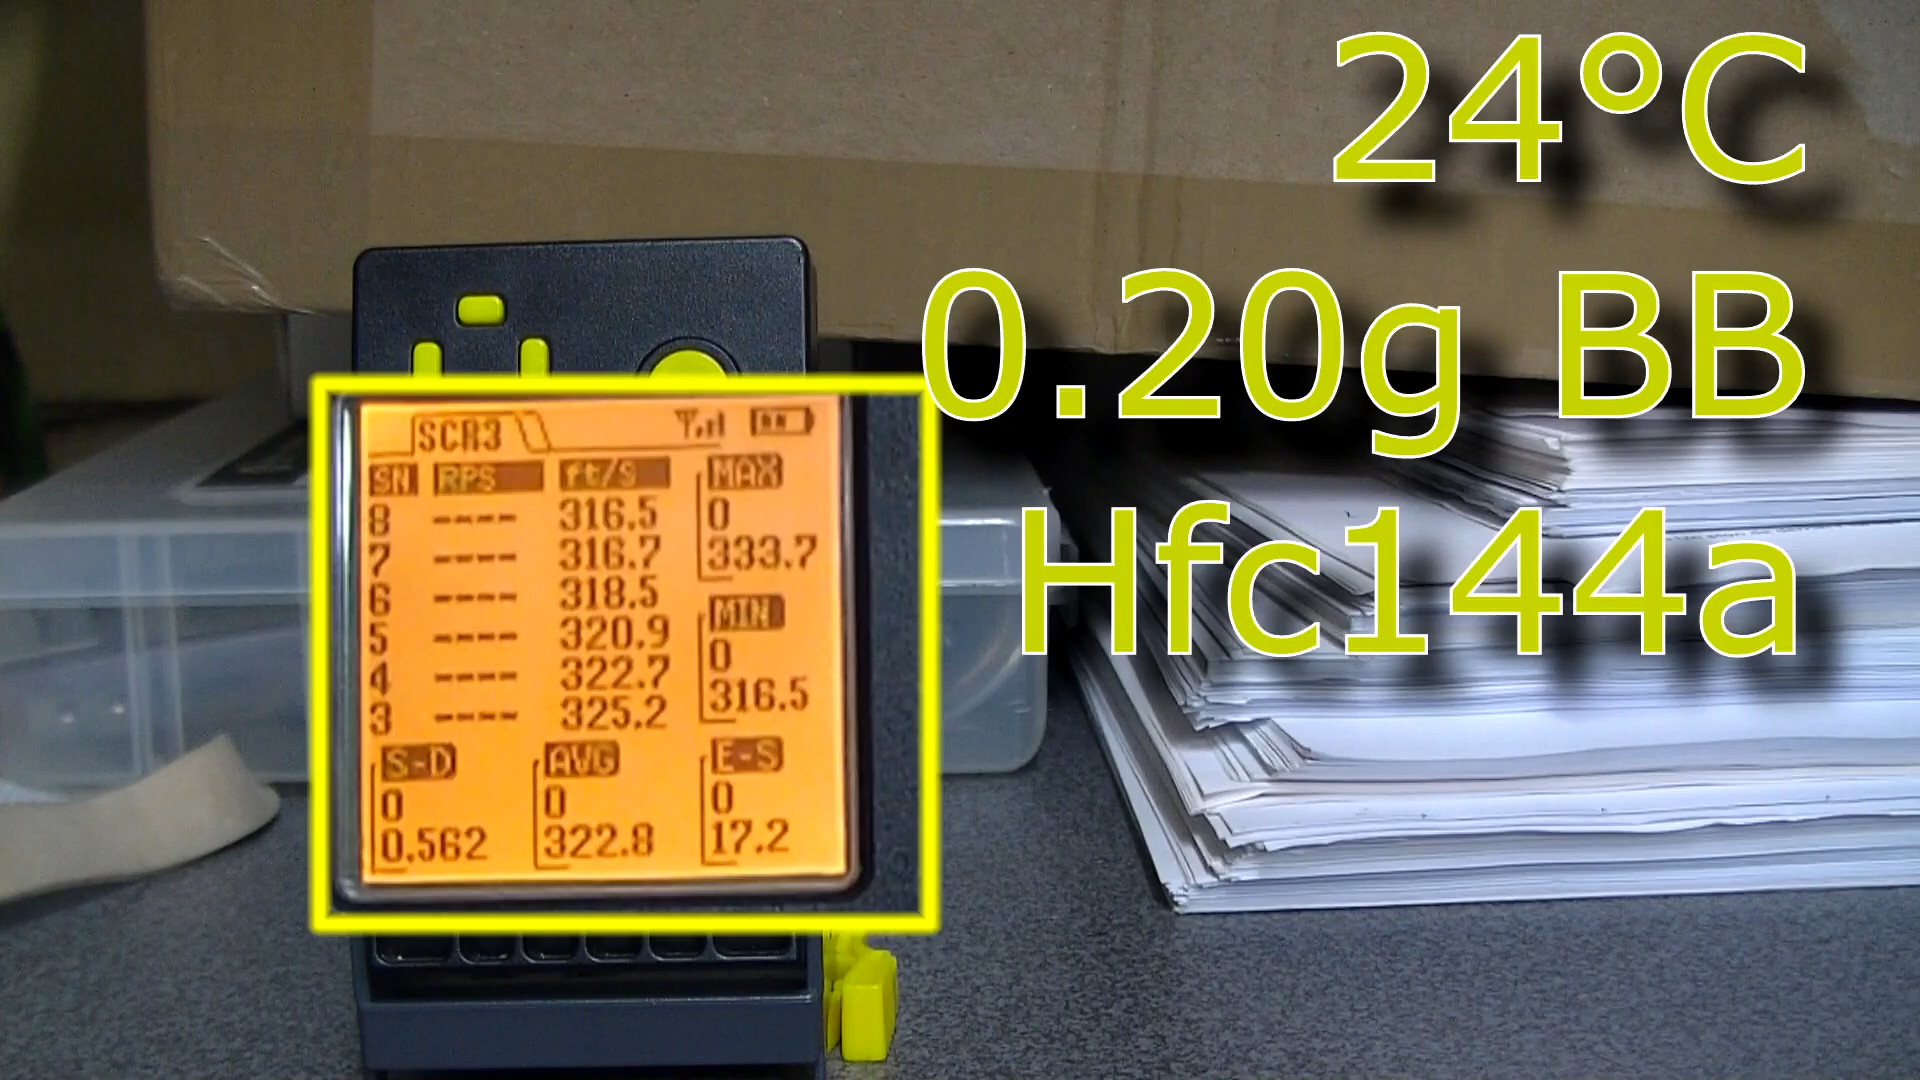 24°C
0.20g BB
Hfc144a
SCR3
SN RPS ft/s MAX
8 ---- 316.5 0
7 ---- 316.7 333.7
6 ---- 318.5 MIN
5 ---- 320.9 0
4 ---- 322.7 316.5
3 ---- 325.2
S-D AVG E-S
0 0 0
0.562 322.8 17.2